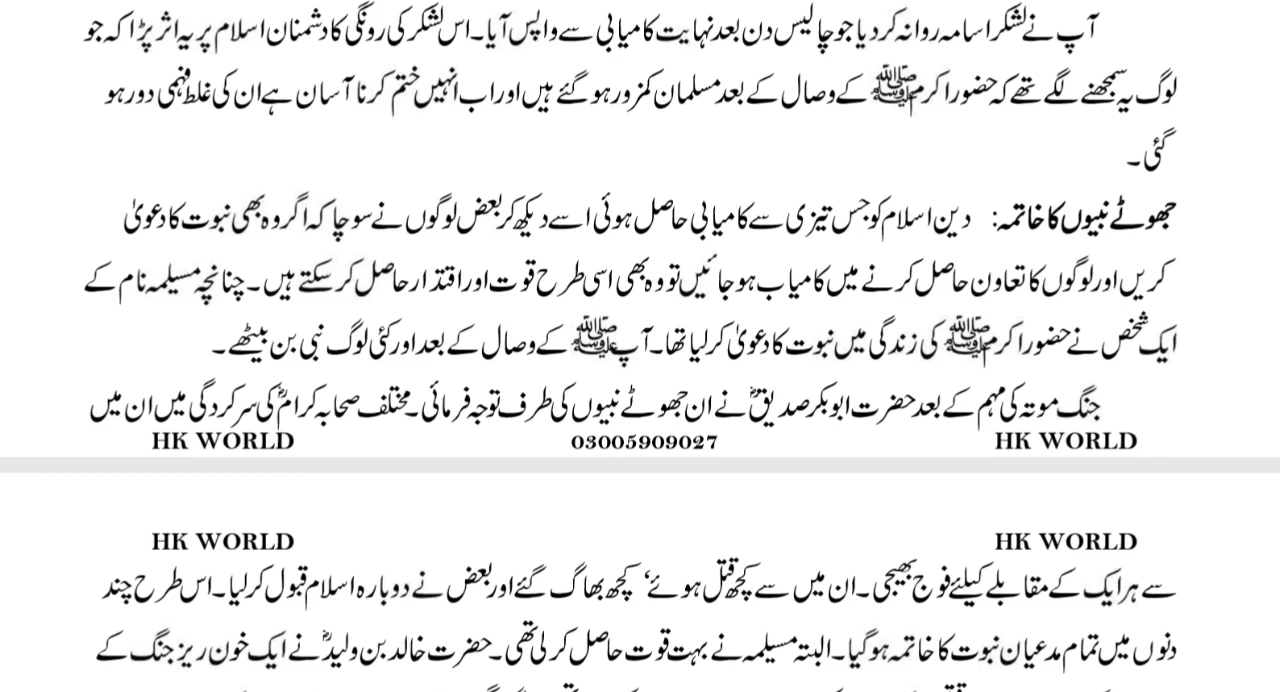 آپ نے لشکر اسامہ روانہ کر دیا جو چالیس دن بعد نہایت کامیابی سے واپس آیا۔ اس لشکر کی رونگی کا دشمنان اسلام پر یہ اثر پڑا کہ جو
لوگ یہ سمجھنے لگے تھے کہ حضور اکرم ﷺ کے وصال کے بعد مسلمان کمزور ہو گئے ہیں اور اب انہیں ختم کرنا آسان ہے ان کی غلط فہمی دور ہو
گئی۔
جھوٹے نبیوں کا خاتمہ: دین اسلام کو جس تیزی سے کامیابی حاصل ہوئی اسے دیکھ کر بعض لوگوں نے سوچا کہ اگر وہ بھی نبوت کا دعویٰ
کریں اور لوگوں کا تعاون حاصل کرنے میں کامیاب ہو جائیں تو وہ بھی اسی طرح قوت اور اقتدار حاصل کر سکتے ہیں۔ چنانچہ مسیلمہ نام کے
ایک شخص نے حضور اکرم ﷺ کی زندگی میں نبوت کا دعویٰ کر لیا تھا۔ آپ ﷺ کے وصال کے بعد اور کئی لوگ نبی بن بیٹھے۔
جنگ موتہ کی مہم کے بعد حضرت ابوبکر صدیقؓ نے ان جھوٹے نبیوں کی طرف توجہ فرمائی۔ مختلف صحابہ کرامؓ کی سرکردگی میں ان میں
HK WORLD 03005909027 HK WORLD
HK WORLD HK WORLD
سے ہر ایک کے مقابلے کیلئے فوج بھیجی۔ ان میں سے کچھ قتل ہوئے‘ کچھ بھاگ گئے اور بعض نے دوبارہ اسلام قبول کر لیا۔ اس طرح چند
دنوں میں تمام مدعیان نبوت کا خاتمہ ہو گیا۔ البتہ مسیلمہ نے بہت قوت حاصل کر لی تھی۔ حضرت خالد بن ولیدؓ نے ایک خون ریز جنگ کے